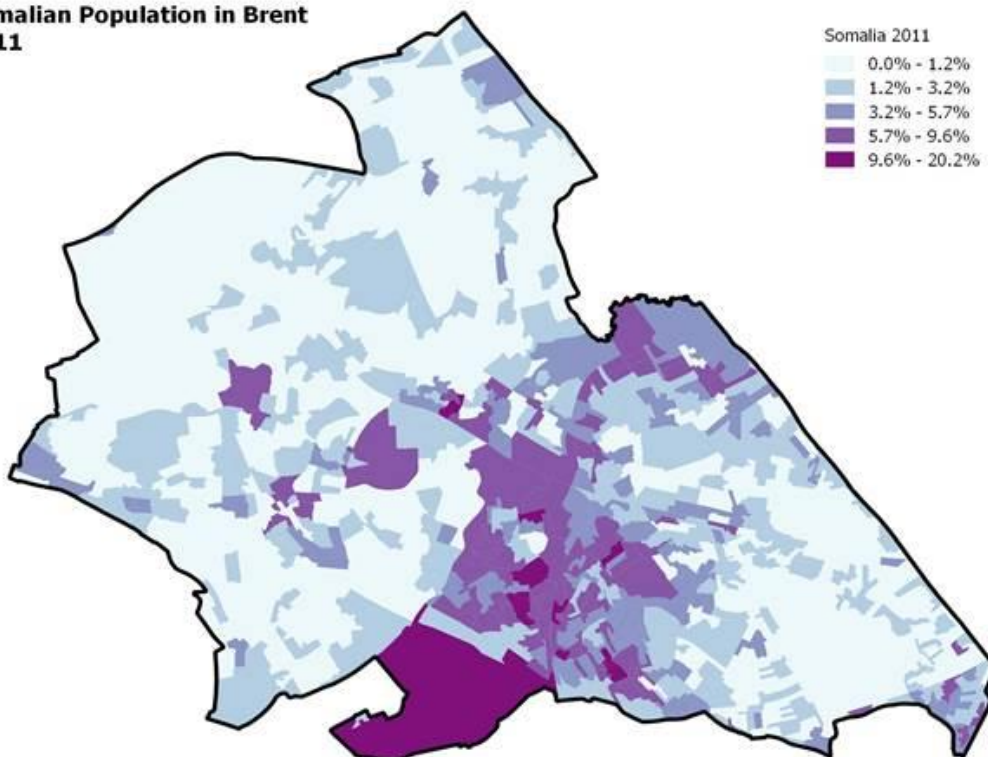 malian Population in Brent
11
Somalia 2011
0.0% - 1.2%
1.2% - 3.2%
3.2% - 5.7%
5.7% - 9.6%
9.6% - 20.2%